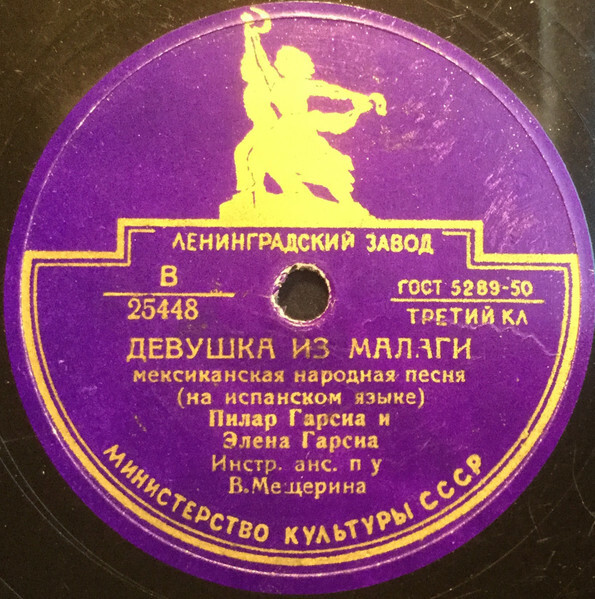 ЛЕНИНГРАДСКИЙ ЗАВОД
В
25448
ГОСТ 5289-50
ТРЕТИЙ КЛ
ДЕВУШКА ИЗ МАЛАГИ
мексиканская народная песня
(на испанском языке)
Пилар Гарсиа и
Элена Гарсиа
Инстр. анс. п у
В.Мещерина
МИНИСТЕРСТВО КУЛЬТУРЫ СССР